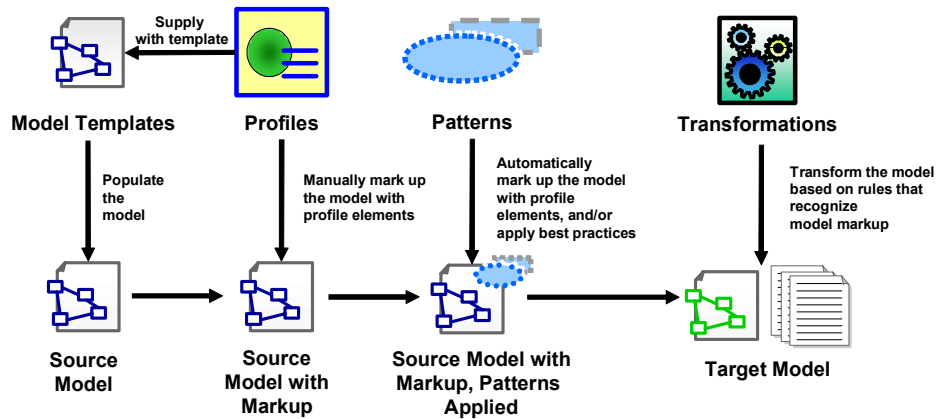 Supply
with template
Model Templates
Profiles
Patterns
Transformations
Populate
the
model
Manually mark up
the model with
profile elements
Automatically
mark up the model
with profile
elements, and/or
apply best practices
Transform the model
based on rules that
recognize
model markup
Source
Model
Source
Model with
Markup
Source Model with
Markup, Patterns
Applied
Target Model